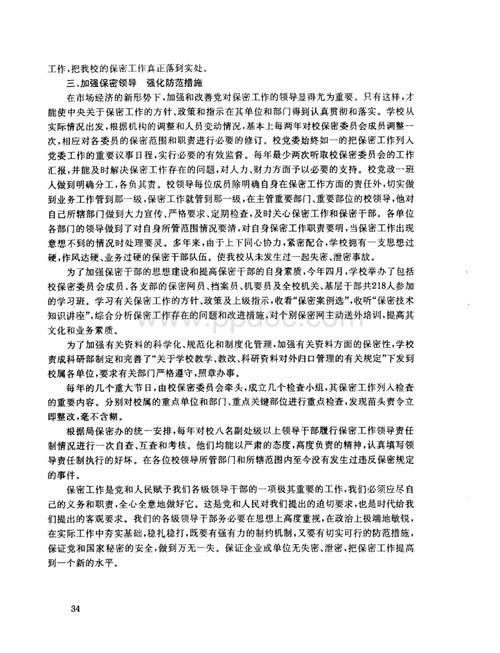 工作,把我校的保密工作真正落到实处。
三、加强保密领导　强化防范措施
在市场经济的新形势下,加强和改善党对保密工作的领导显得尤为重要。只有这样,才
能使中央关于保密工作的方针、政策和指示在其单位和部门得到认真贯彻和落实。学校从
实际情况出发,根据机构的调整和人员变动情况,基本上每两年对校保密委员会成员调整一
次,相应对各委员的保密范围和职责进行必要的修订。校党委始终如一的把保密工作列入
党委工作的重要议事日程,实行必要的有效监督。每年最少两次听取校保密委员会的工作
汇报,并能及时解决保密工作存在的问题,对人力、财力方面予以必要的支持。校党政一班
人做到明确分工,各负其责。校领导每位成员除明确自身在保密工作方面的责任外,切实做
到业务工作管到那一级,保密工作就管到那一级,在主管重要部门、重要部位的校领导,他对
自己所辖部门做到大力宣传、严格要求、定期检查,及时关心保密工作和保密干部。各单位
各部门的领导做到了对自身所管范围情况要清,对自身保密工作职责要明,当保密工作出现
意想不到的情况时处理要灵。多年来,由于上下同心协力,紧密配合,学校拥有一支思想过
硬,作风过硬、业务过硬的保密干部队伍。使我校从未发生过一起失密、泄密事故。
为了加强保密干部的思想建设和提高保密干部的自身素质,今年四月,学校举办了包括
校保密委员会成员、各支部的保密网员、档案员、机要员及全校机关、基层干部共218人参加
的学习班。学习有关保密工作的方针、政策及上级指示,收看“保密案例选”,收听“保密技术
知识讲座”,综合分析保密工作存在的问题和改进措施,对个别保密网主动送外培训,提高其
文化和业务素质。
为了加强有关资料的科学化、规范化和制度化管理,加强有关资料方面的保密性,学校
责成科研部制定和完善了“关于学校教学、教改、科研资料对外归口管理的有关规定”下发到
校属各单位,要求有关部门严格遵守,照章办事。
每年的几个重大节日,由校保密委员会牵头,成立几个检查小组,其保密工作列入检查
的重要内容。分别对校属的重点单位和部门、重点关键部位进行重点检查,发现苗头责令立
即整改,毫不含糊。
根据局保密办的统一安排,每年对校八名副处级以上领导干部履行保密工作领导责任
制情况进行一次自查、互查和考核。他们均能以严肃的态度,高度负责的精神,认真填写领
导责任制执行的好坏。在各位校领导所管部门和所辖范围内至今没有发生过违反保密规定
的事件。
保密工作是党和人民赋予我们各级领导干部的一项极其重要的工作,我们必须应尽自
己的义务和职责,全心全意地做好它。这是党和人民对我们提出的迫切要求,也是时代给我
们提出的客观要求。我们的各级领导干部务必要在思想上高度重视,在政治上极端地敏锐,
在实际工作中夯实基础,稳扎稳打,既要有强有力的制约机制,又要有切实可行的防范措施,
保证党和国家秘密的安全,做到万无一失。保证企业或单位无失密、泄密,把保密工作提高
到一个新的水平。
www.ppdoc.com
34